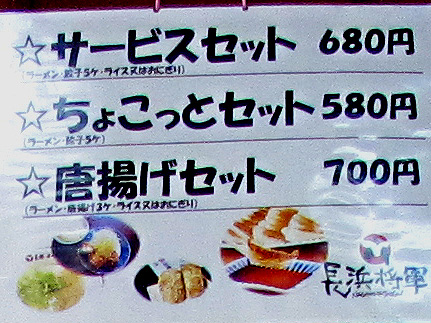 ☆サービスセット 680円
(ラーメン・餃子5ケ・ライス又はおにぎり)
☆ちょこっとセット 580円
(ラーメン・餃子5ケ)
☆唐揚げセット 700円
(ラーメン・唐揚げ3ケ・ライス又はおにぎり)
長浜将軍